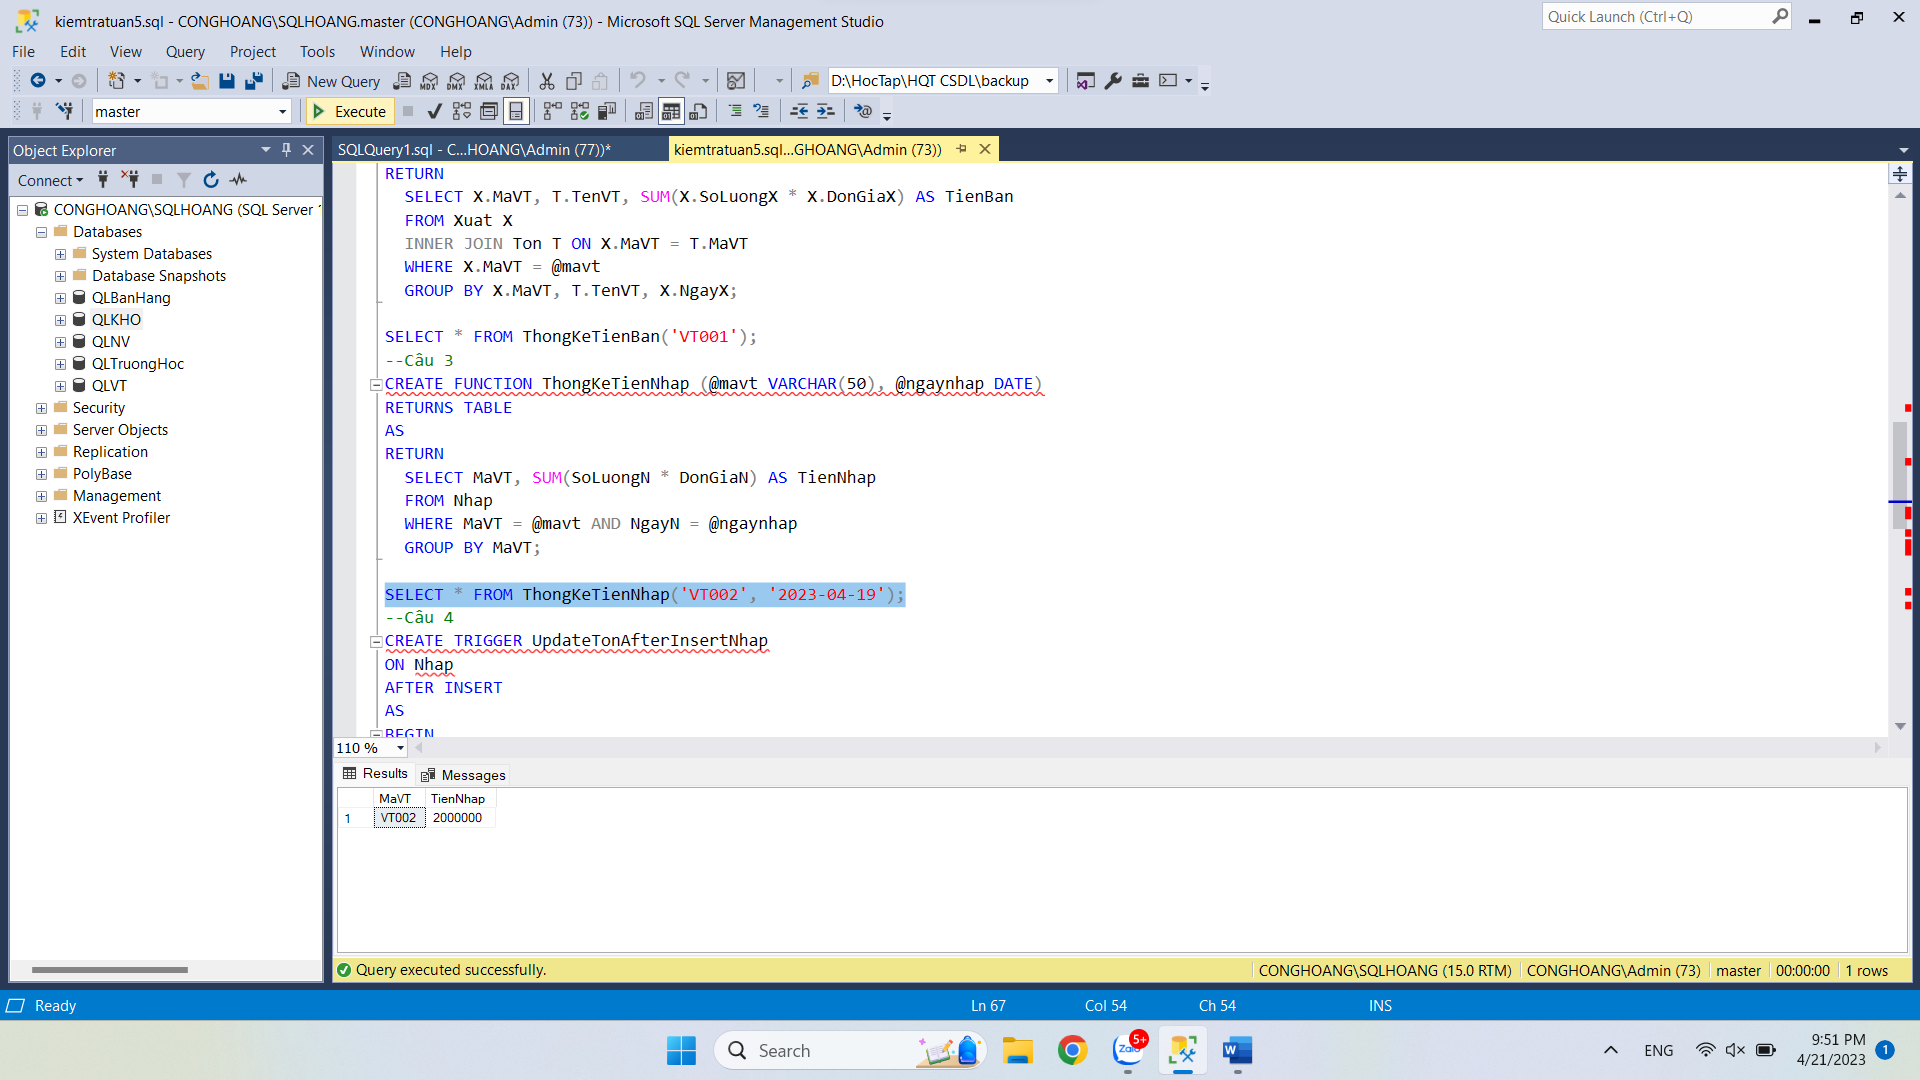 kiemtratuan5.sql - CONGHOANG\SQLHOANG.master (CONGHOANG\Admin (73)) - Microsoft SQL Server Management Studio
Quick Launch (Ctrl+Q)
File Edit View Query Project Tools Window Help
New Query
MDX DMX XMLA DAX
D:\HocTap\HQT CSDL\backup
master
Execute
Object Explorer
SQLQuery1.sql - C...HOANG\Admin (77))*
kiemtratuan5.sql...GHOANG\Admin (73))
Connect
CONGHOANG\SQLHOANG (SQL Server
Databases
System Databases
Database Snapshots
QLBanHang
QLKHO
QLNV
QLTruongHoc
QLVT
Security
Server Objects
Replication
PolyBase
Management
XEvent Profiler
RETURN
SELECT X.MaVT, T.TenVT, SUM(X.SoLuongX * X.DonGiaX) AS TienBan
FROM Xuat X
INNER JOIN Ton T ON X.MaVT = T.MaVT
WHERE X.MaVT = @mavt
GROUP BY X.MaVT, T.TenVT, X.NgayX;
SELECT * FROM ThongKeTienBan('VT001');
--Câu 3
CREATE FUNCTION ThongKeTienNhap (@mavt VARCHAR(50), @ngaynhap DATE)
RETURNS TABLE
AS
RETURN
SELECT MaVT, SUM(SoLuongN * DonGiaN) AS TienNhap
FROM Nhap
WHERE MaVT = @mavt AND NgayN = @ngaynhap
GROUP BY MaVT;
SELECT * FROM ThongKeTienNhap('VT002', '2023-04-19');
--Câu 4
CREATE TRIGGER UpdateTonAfterInsertNhap
ON Nhap
AFTER INSERT
AS
BEGIN
110 %
Results Messages
MaVT TienNhap
1 VT002 2000000
Query executed successfully.
CONGHOANG\SQLHOANG (15.0 RTM) CONGHOANG\Admin (73) master 00:00:00 1 rows
Ready
Ln 67 Col 54 Ch 54 INS
Search
Zalo
5+
W
ENG
9:51 PM
4/21/2023
1